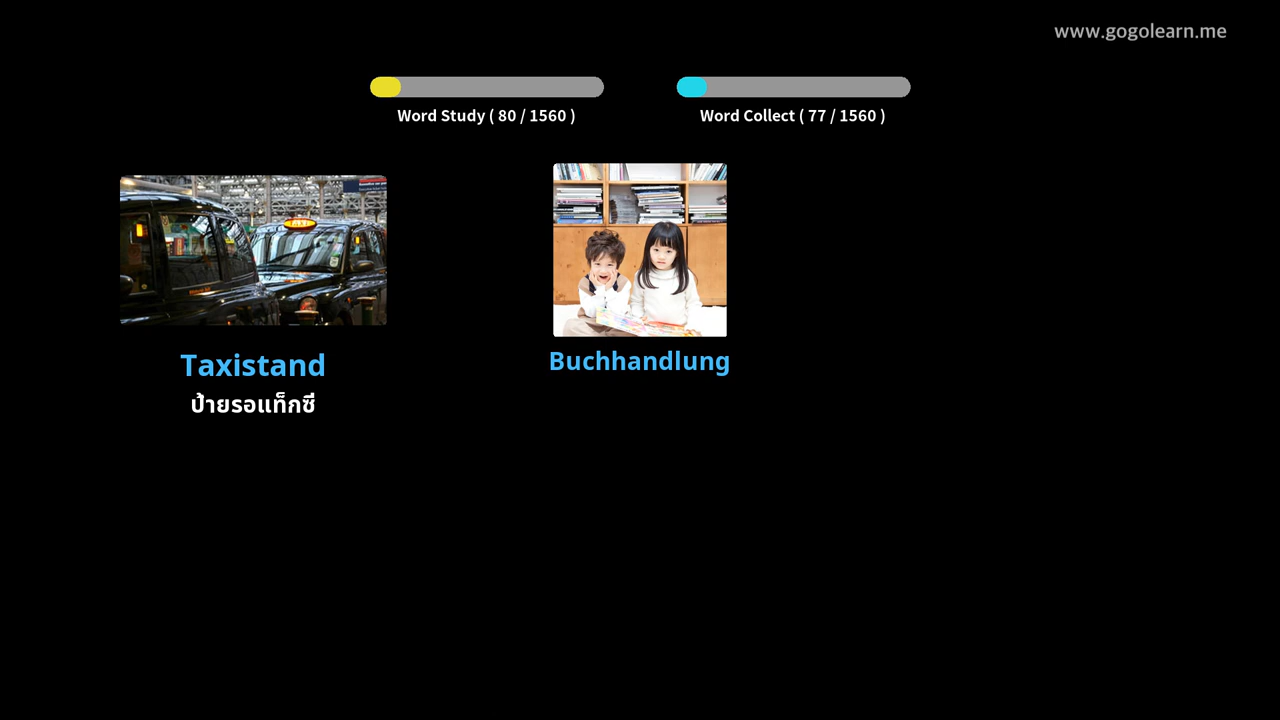 www.gogolearn.me
Word Study ( 80 / 1560 )
Word Collect ( 77 / 1560 )
TAXI
Taxistand
ป้ายรอแท็กซี่
Buchhandlung